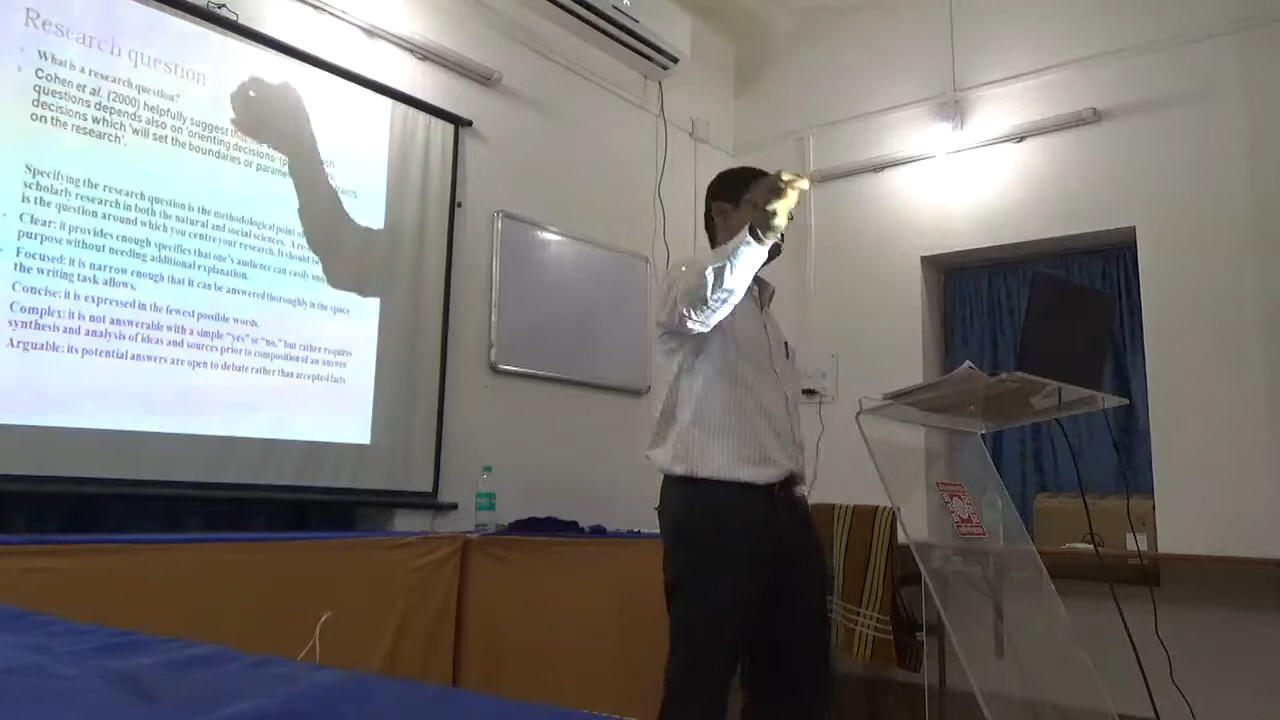 Research question
What is a research question?
Cohen et al. (2000) helpfully suggest
questions depends also on 'orienting decisions'
decisions which 'will set the boundaries or
on the research'.
Specifying the research question is the methodological point of
scholarly research in both the natural and social sciences. A
is the question around which you centre your research. It should be
Clear: it provides enough specifics that one's audience can easily
purpose without needing additional explanation.
Focused: it is narrow enough that it can be answered thoroughly in the space
the writing task allows.
Concise: it is expressed in the fewest possible words.
Complex: it is not answerable with a simple "yes" or "no," but rather requires
synthesis and analysis of ideas and sources prior to composition of an answer.
Arguable: its potential answers are open to debate rather than accepted facts